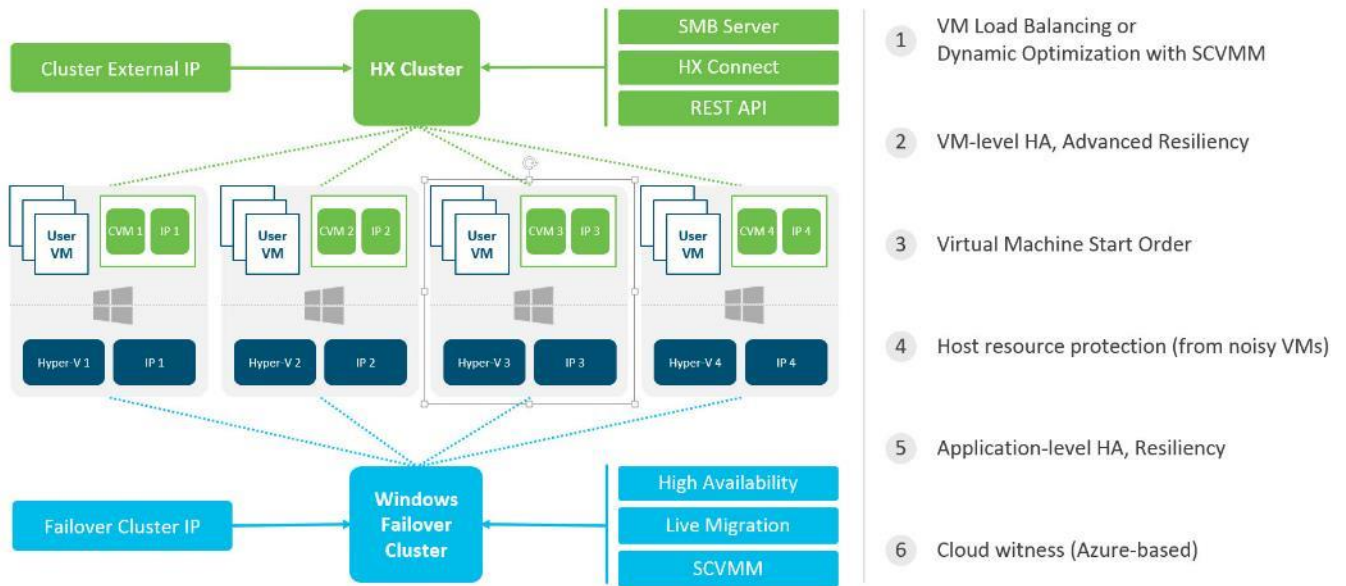 Cluster External IP
HX Cluster
SMB Server
HX Connect
REST API
User
VM
CVM 1
IP 1
User
VM
CVM 2
IP 2
User
VM
CVM 3
IP 3
User
VM
CVM 4
IP 4
Hyper-V 1
IP 1
Hyper-V 2
IP 2
Hyper-V 3
IP 3
Hyper-V 4
IP 4
Failover Cluster IP
Windows
Failover
Cluster
High Availability
Live Migration
SCVMM
1
VM Load Balancing or
Dynamic Optimization with SCVMM
2
VM-level HA, Advanced Resiliency
3
Virtual Machine Start Order
4
Host resource protection (from noisy VMs)
5
Application-level HA, Resiliency
6
Cloud witness (Azure-based)